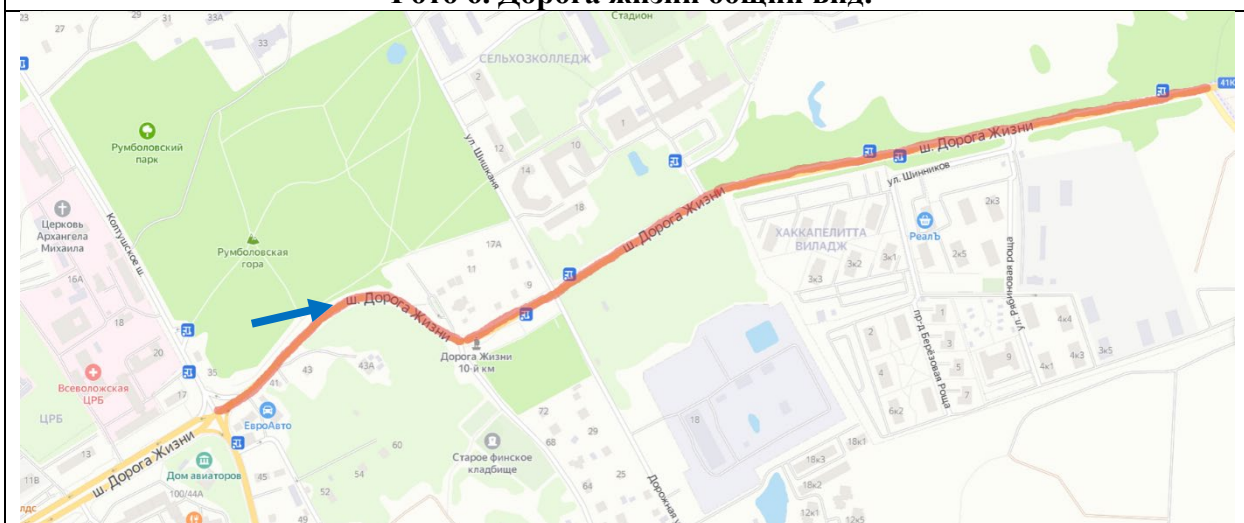 Фото 6. Дорога жизни общий вид.
23
27
29
31
33А
33
Румболовский
парк
Церковь
Архангела
Михаила
16А
18
20
Всеволожская
ЦРБ
ЦРБ
17
35
13
11В
Колтушское ш.
Румболовская
гора
Стадион
СЕЛЬХОЗКОЛЛЕДЖ
2
1
12
10
14
18
ул. Шишканя
17А
11
9
ш. Дорога Жизни
Дорога Жизни
10-й км
41
43
43А
ЕвроАвто
ш. Дорога Жизни
Дом авиаторов
100/44А
45
49
52
54
60
72
68
64
29
25
Старое финское
кладбище
Дорожная у
ш. Дорога Жизни
ш. Дорога Жизни
41К
ул. Шинников
ХАККАПЕЛИТТА
ВИЛАДЖ
РеалЪ
3к3
3к2
3к1
2к5
2к3
ул. Рябиновая роща
пр-д Берёзовая Роща
2
4
6к2
1
3
5
7
9
4к4
4к1
4к3
3к5
18
18к1
18к3
18к2
12к1
12к5